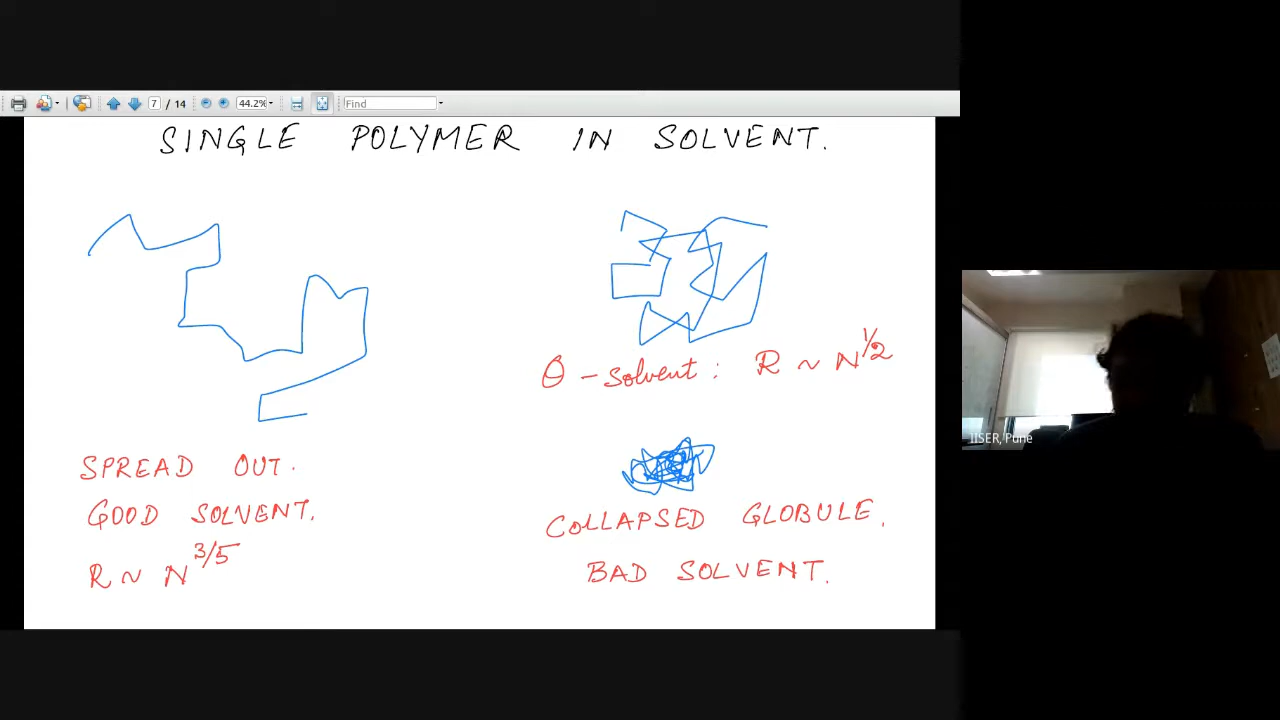 7 / 14 44.2% Find
SINGLE POLYMER IN SOLVENT.
θ - solvent : R ~ N^1/2
SPREAD OUT.
GOOD SOLVENT.
R ~ N^3/5
COLLAPSED GLOBULE.
BAD SOLVENT.
IISER, Pune